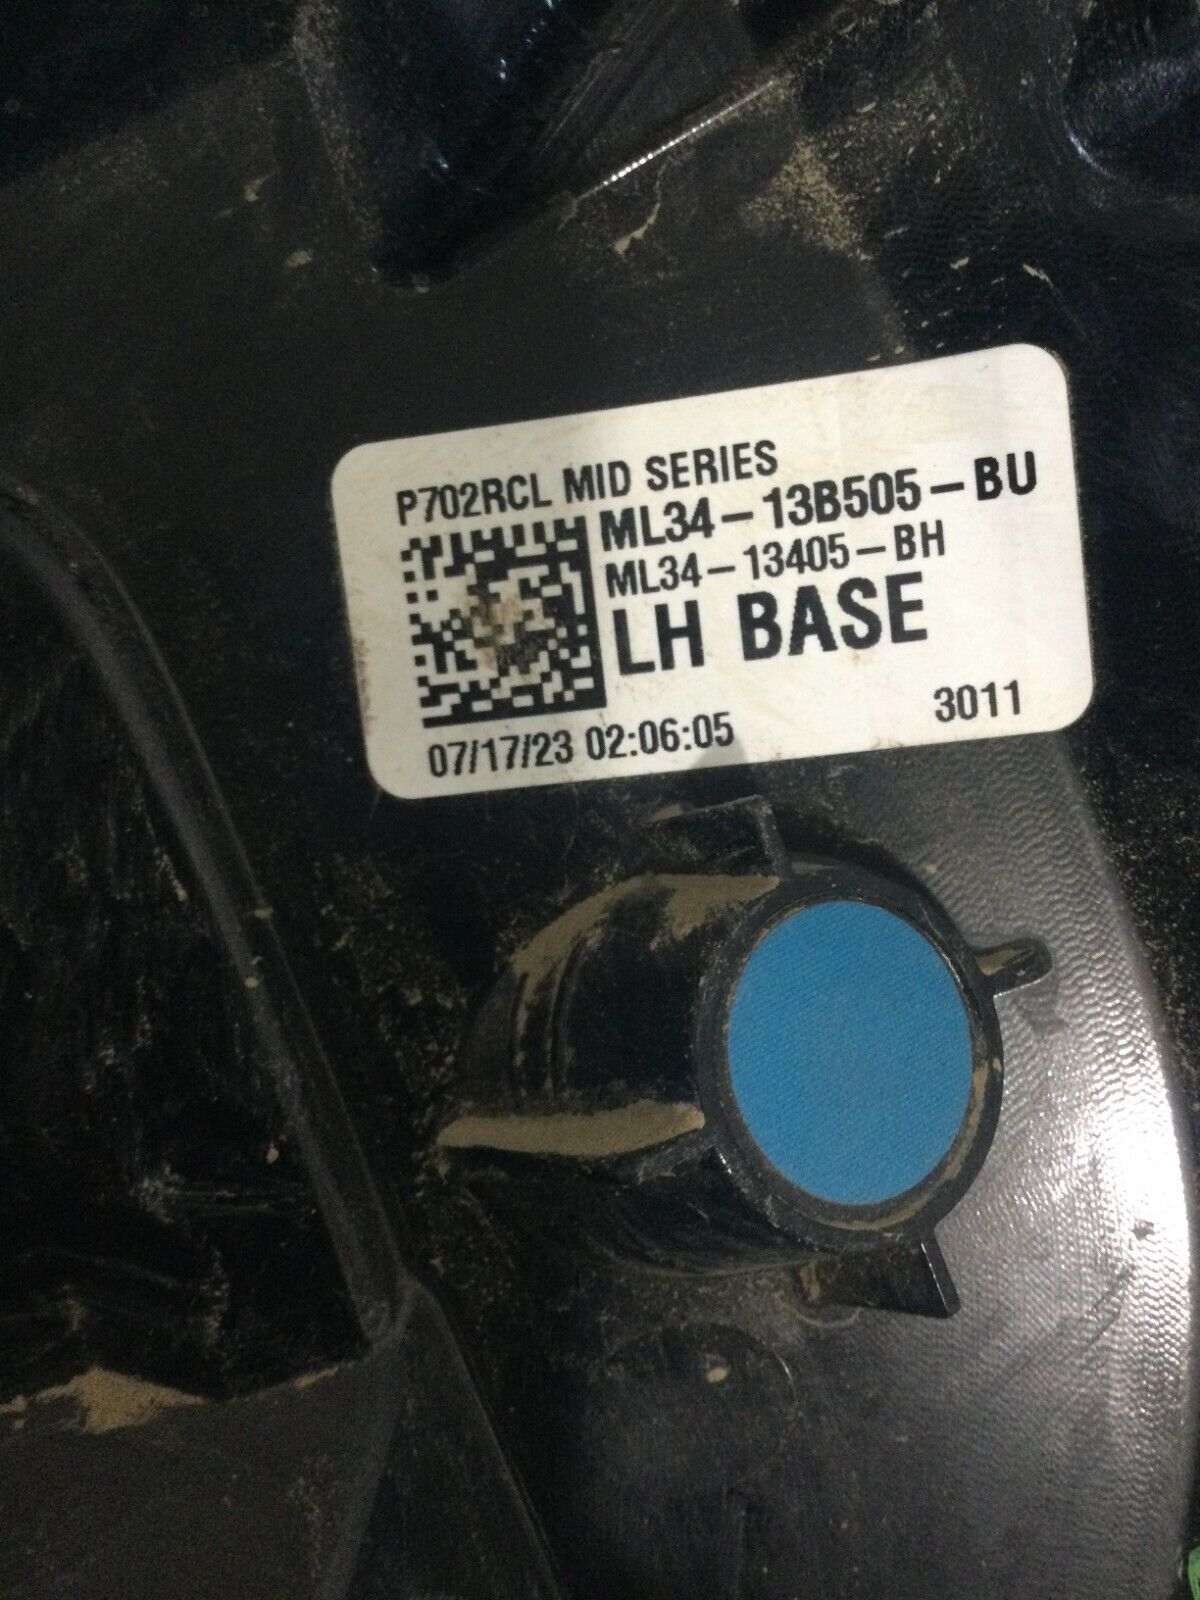 P702RCL MID SERIES
ML34-13B505-BU
ML34-13405-BH
LH BASE
07/17/23 02:06:05 3011